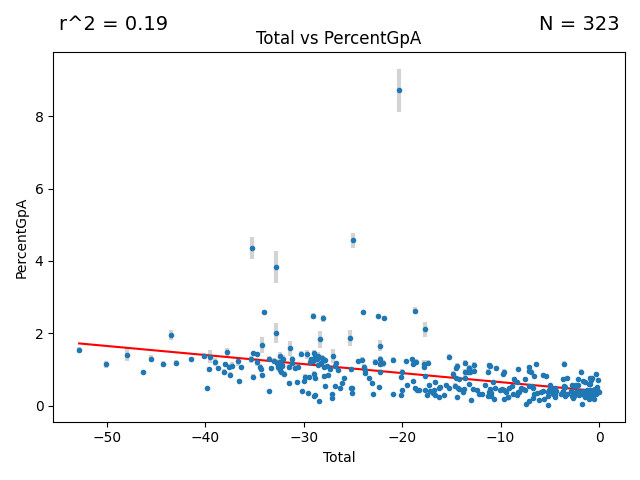 r^2 = 0.19
N = 323
Total vs PercentGpA
PercentGpA
8
6
4
2
0
−50
−40
−30
−20
−10
0
Total